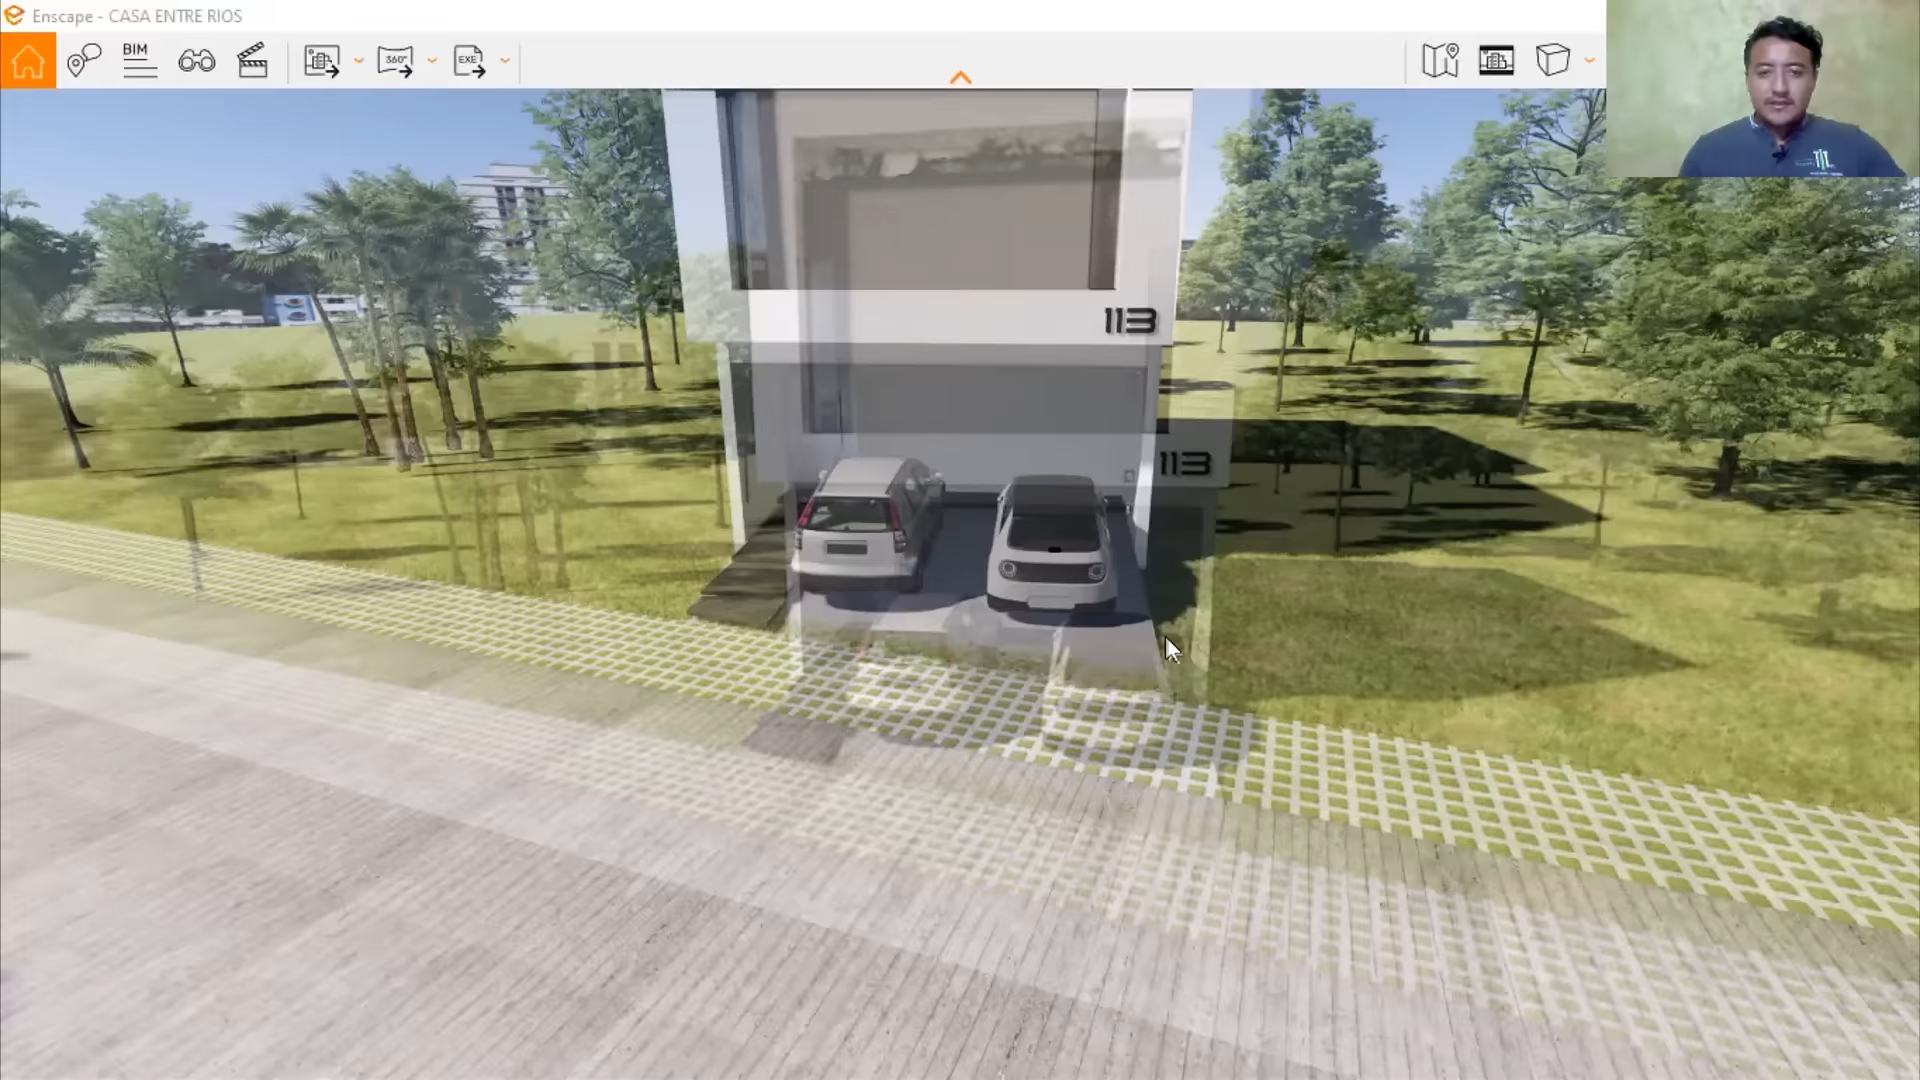 Enscape - CASA ENTRE RIOS
BIM
360°
EXE
113
113